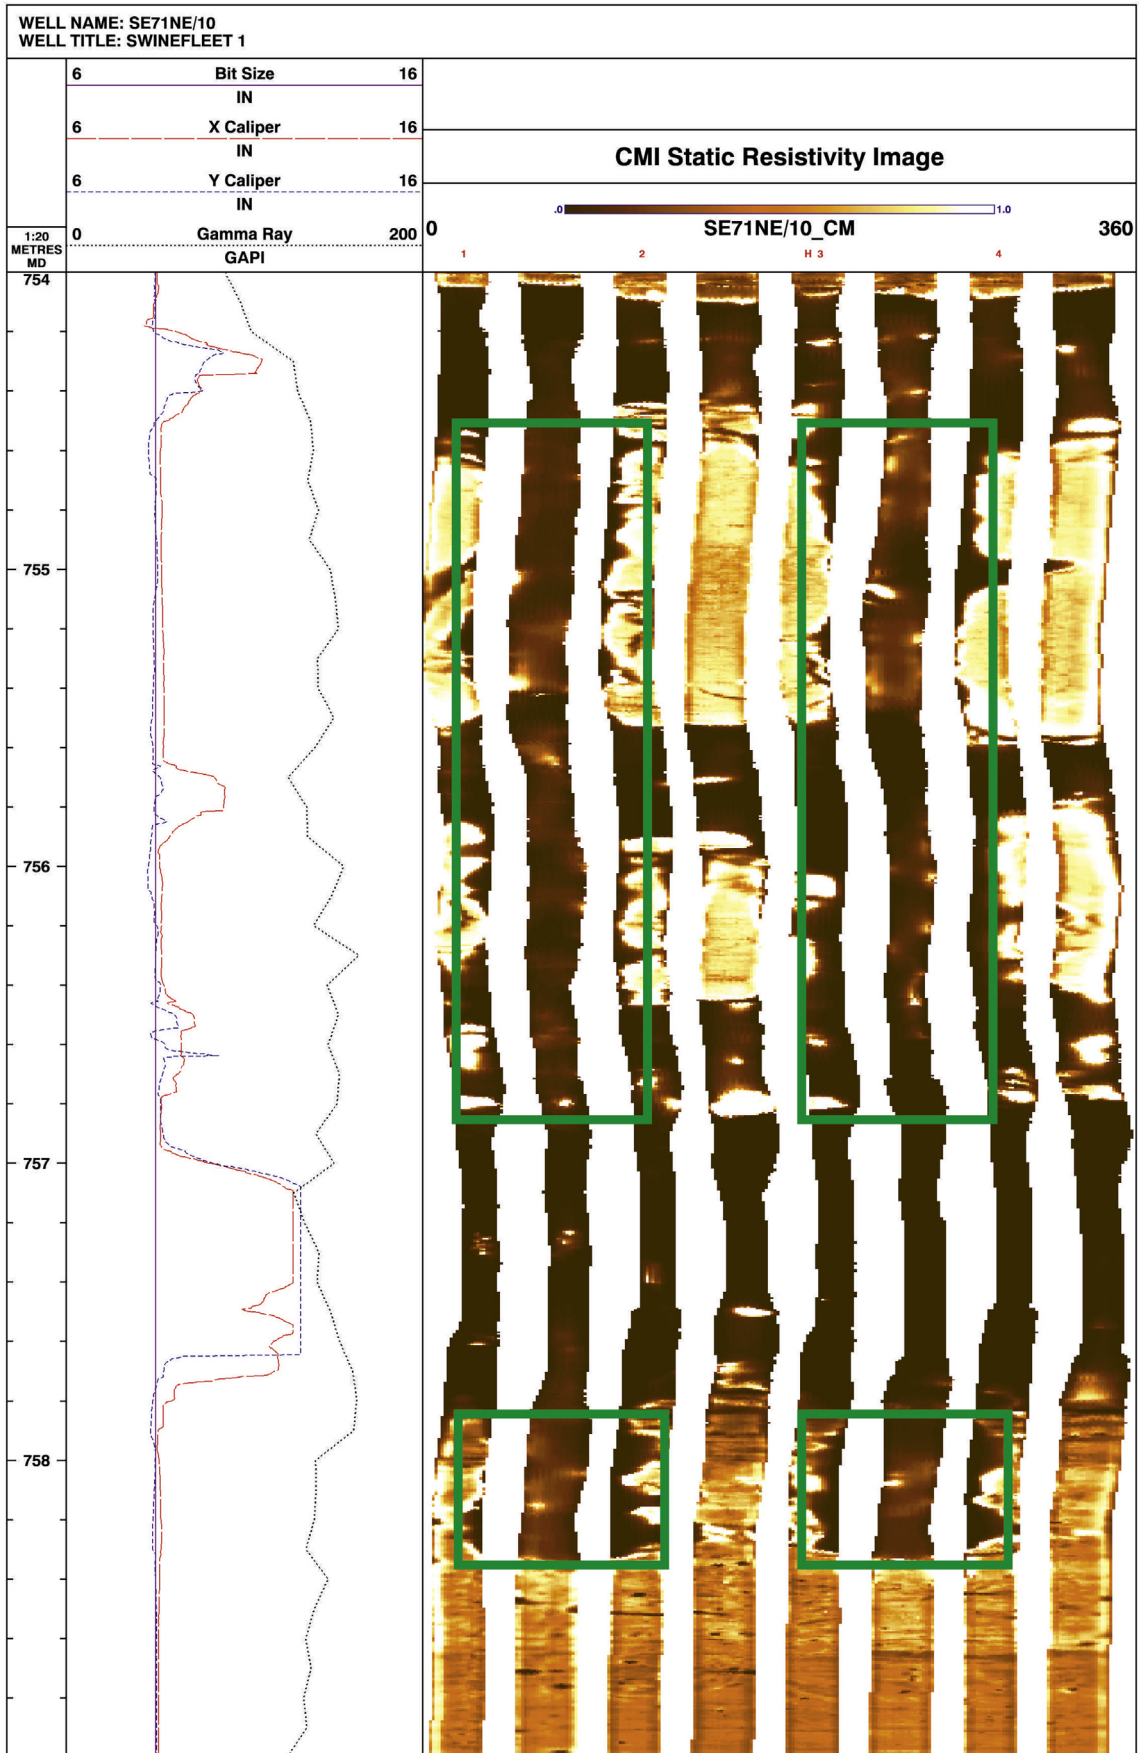 WELL NAME: SE71NE/10
WELL TITLE: SWINEFLEET 1
6 Bit Size 16
IN
6 X Caliper 16
IN
6 Y Caliper 16
IN
0 Gamma Ray 200
GAPI
1:20
METRES
MD
CMI Static Resistivity Image
.0 1.0
0 SE71NE/10_CM 360
1 2 H 3 4
754
755
756
757
758